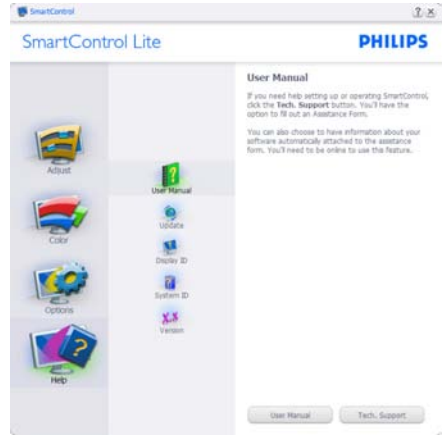 SmartControl
SmartControl Lite
PHILIPS
Adjust
Color
Options
Help
User Manual
Update
Display ID
System ID
Version
User Manual
If you need help setting up or operating SmartControl,
click the Tech. Support button. You'll have the
option to fill out an Assistance Form.
You can also choose to have information about your
software automatically attached to the assistance
form. You'll need to be online to use this feature.
User Manual
Tech. Support